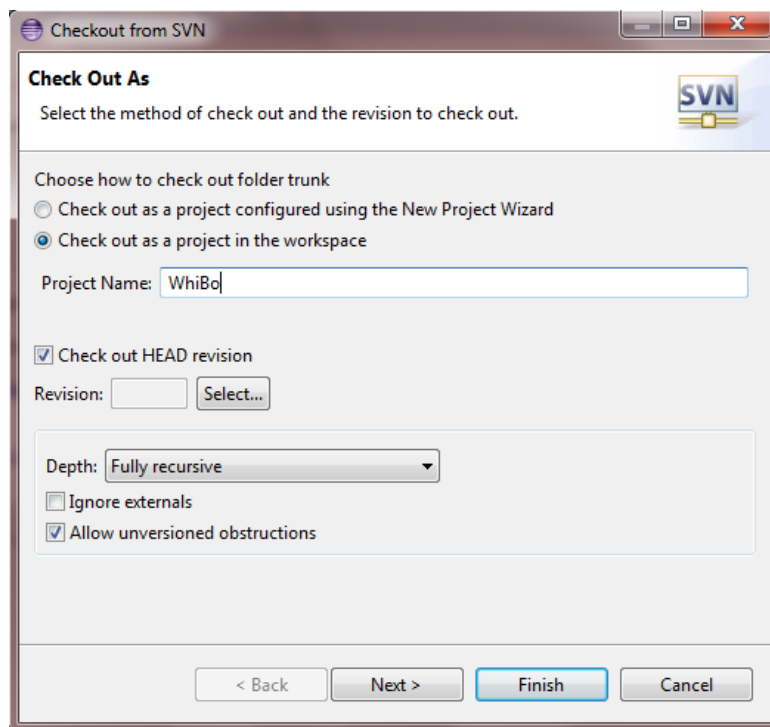 Checkout from SVN
Check Out As
Select the method of check out and the revision to check out.
SVN
Choose how to check out folder trunk
Check out as a project configured using the New Project Wizard
Check out as a project in the workspace
Project Name: WhiBo
Check out HEAD revision
Revision: Select...
Depth: Fully recursive
Ignore externals
Allow unversioned obstructions
< Back Next > Finish Cancel